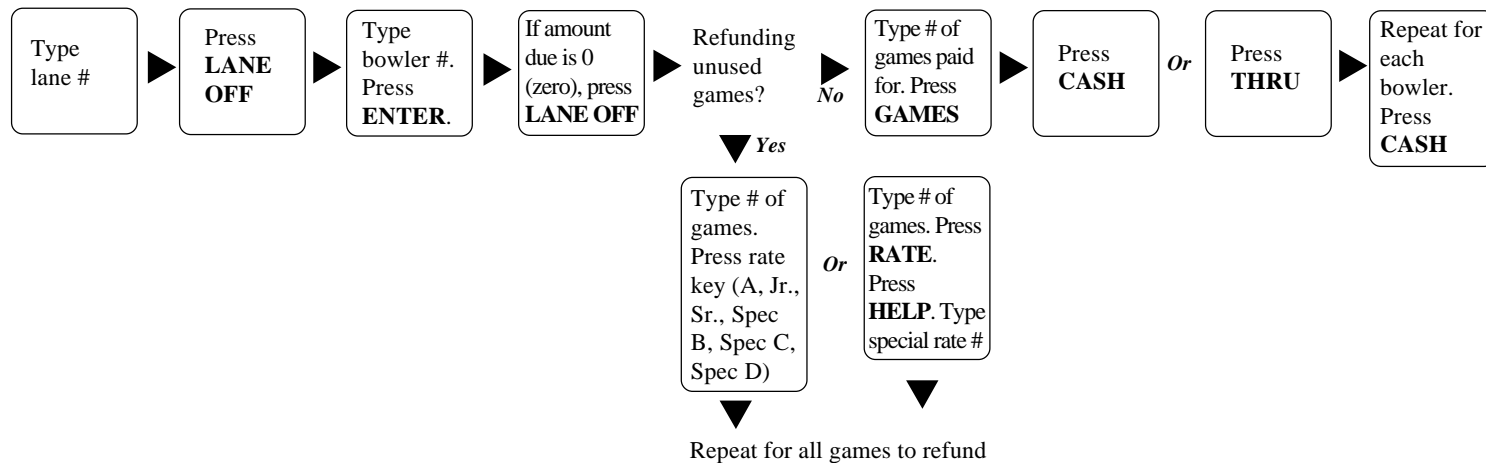 Type
lane #
Press
LANE
OFF
Type
bowler #.
Press
ENTER.
If amount
due is 0
(zero), press
LANE OFF
Refunding
unused
games?
No
Type # of
games paid
for. Press
GAMES
Press
CASH
Or
Press
THRU
Repeat for
each
bowler.
Press
CASH
Yes
Type # of
games.
Press rate
key (A, Jr.,
Sr., Spec
B, Spec C,
Spec D)
Or
Type # of
games. Press
RATE.
Press
HELP. Type
special rate #
Repeat for all games to refund